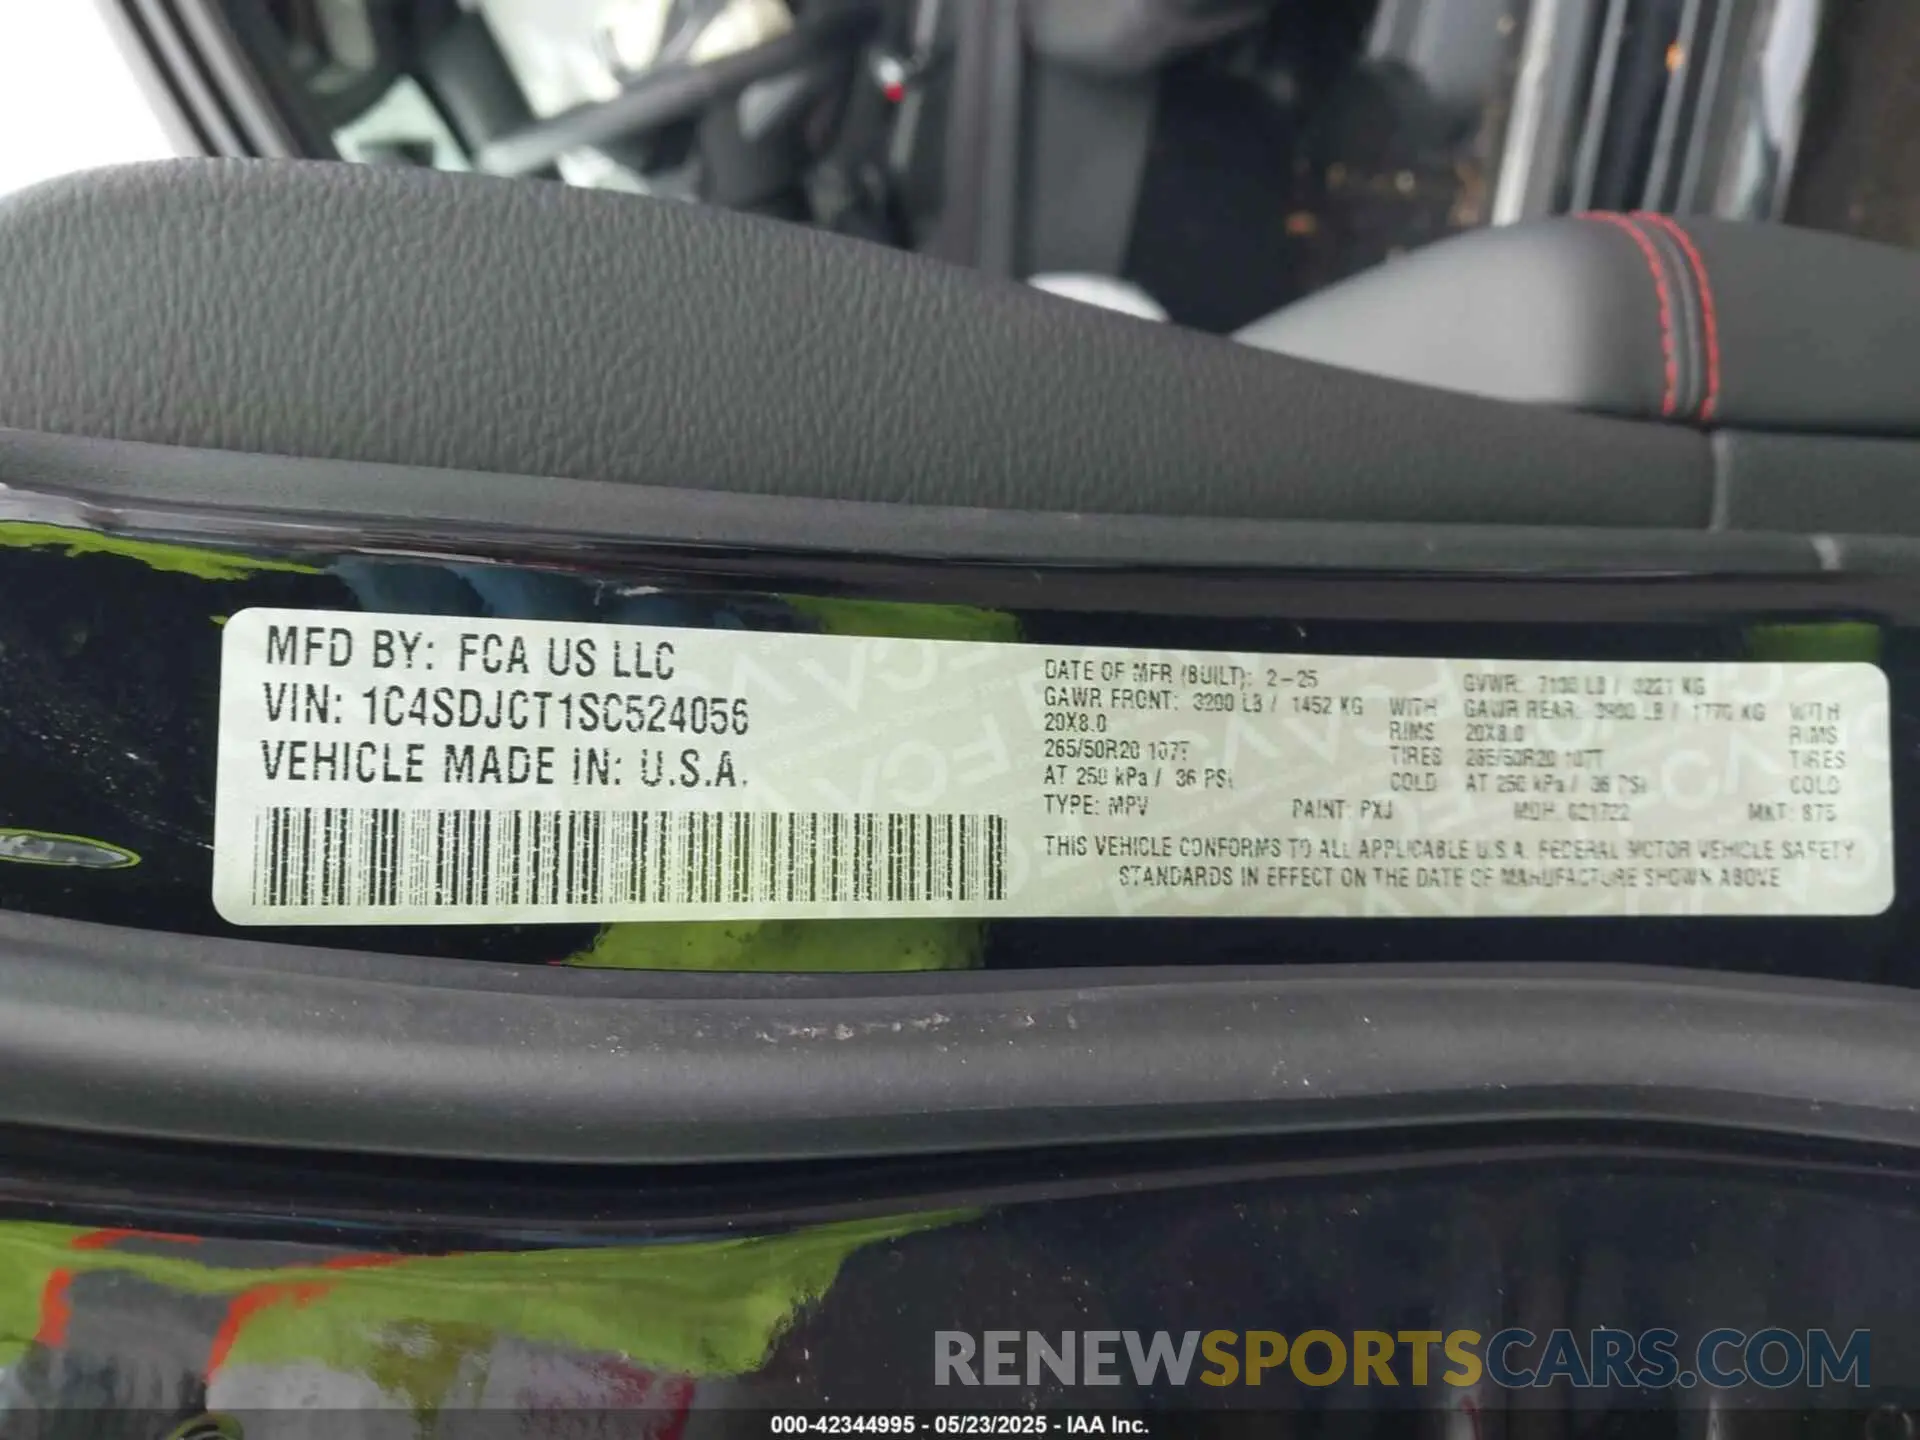 MFD BY: FCA US LLC
VIN: 1C4SDJCT1SC524056
VEHICLE MADE IN: U.S.A.
DATE OF MFR (BUILT): 2-25 GVWR: LB / 3221 KG
GAWR FRONT: 3200 LB / 1452 KG WITH GAWR REAR: 3900 LB / 1770 KG WITH
20X8.0 RIMS 20X8.0 RIMS
265/50R20 107T TIRES 265/50R20 107T TIRES
AT 250 kPa / 36 PSi COLD AT 250 kPa / 36 PSi COLD
TYPE: MPV PAINT: PXJ MDH: MKT:
THIS VEHICLE CONFORMS TO ALL APPLICABLE U.S.A. FEDERAL MOTOR VEHICLE SAFETY
STANDARDS IN EFFECT ON THE DATE OF MANUFACTURE SHOWN ABOVE
RENEWSPORTSCARS.COM
000-42344995 - 05/23/2025 - IAA Inc.